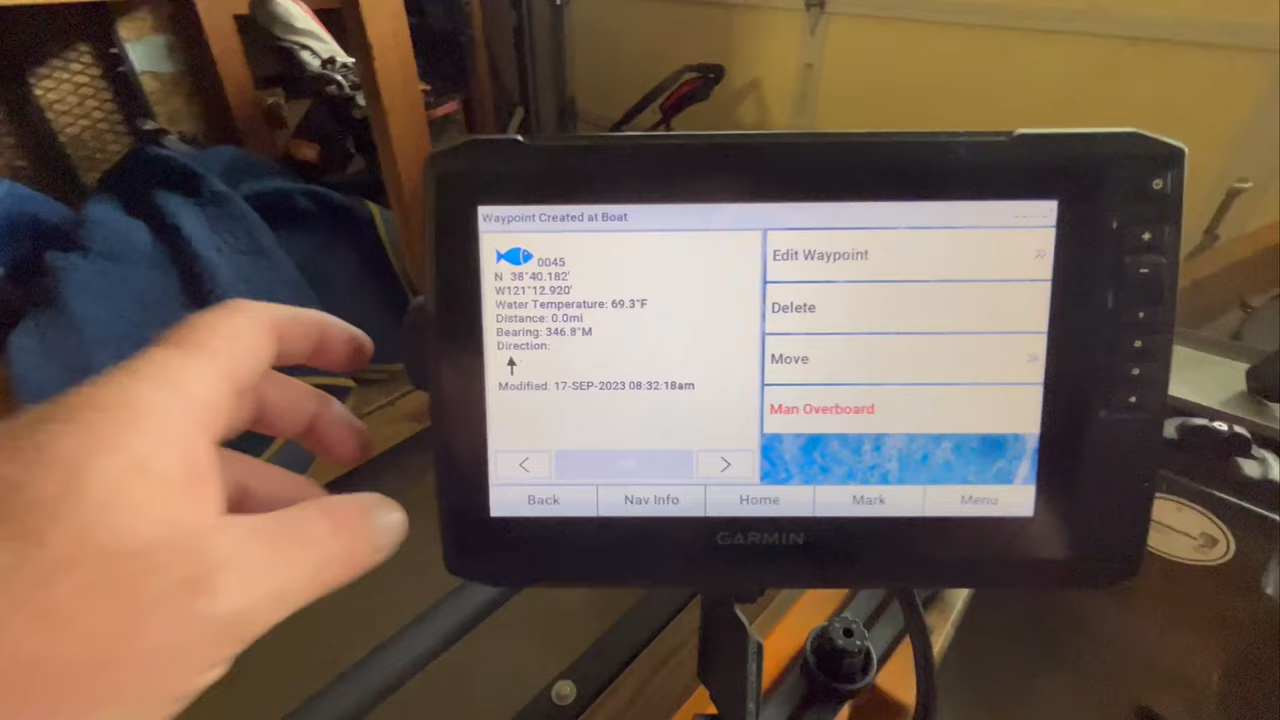 Waypoint Created at Boat
0045
N 38°40.182'
W121°12.920'
Water Temperature: 69.3°F
Distance: 0.0mi
Bearing: 346.8°M
Direction:
Modified: 17-SEP-2023 08:32:18am
Edit Waypoint
Delete
Move
Man Overboard
Back
Nav Info
Home
Mark
Menu
GARMIN